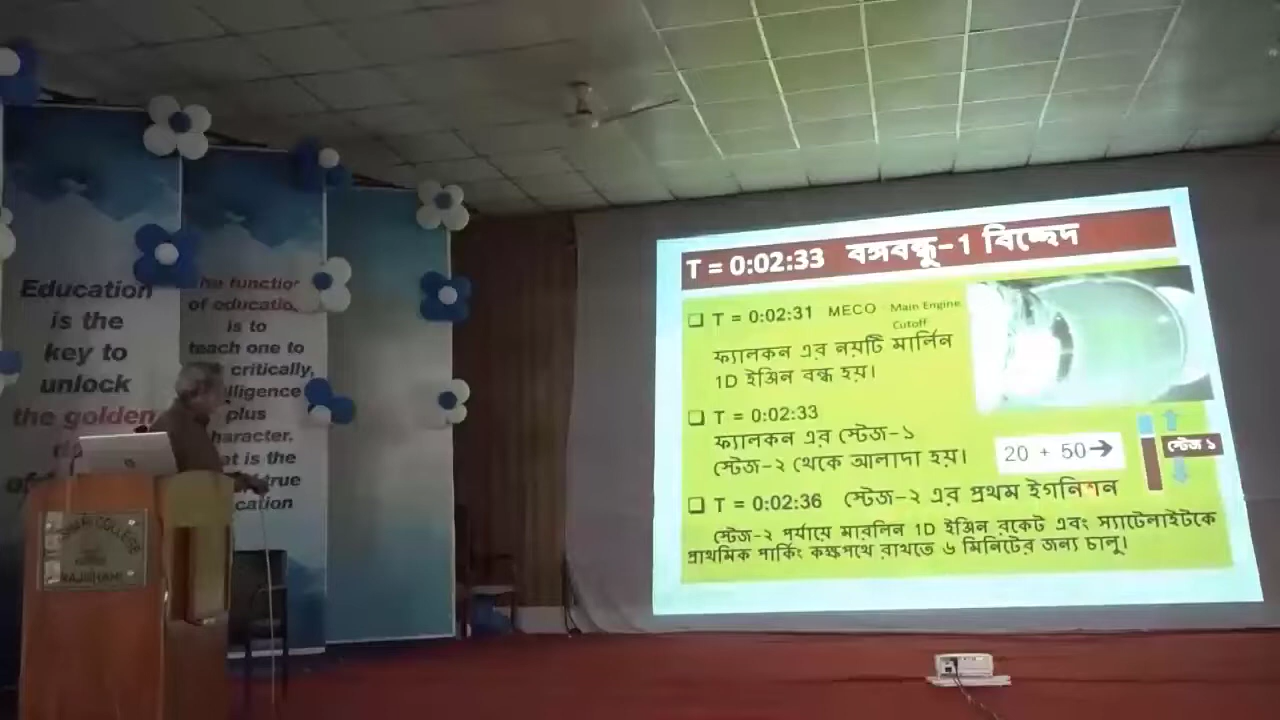 Education
is the
key to
unlock
the golden
function
of education
is to
teach one to
critically,
plus
that is the
true
COLLEGE
RAJSHAHI
T = 0:02:33 বঙ্গবন্ধু-1 বিচ্ছেদ
❑ T = 0:02:31 MECO - Main Engine
Cutoff
ফ্যালকন এর নয়টি মার্লিন
1D ইঞ্জিন বন্ধ হয়।
❑ T = 0:02:33
ফ্যালকন এর স্টেজ-১
স্টেজ-২ থেকে আলাদা হয়।
20 + 50→
স্টেজ ১
❑ T = 0:02:36 স্টেজ-২ এর প্রথম ইগনিশন
স্টেজ-২ পর্যায়ে মারলিন 1D ইঞ্জিন রকেট এবং স্যাটেলাইটকে
প্রাথমিক পার্কিং কক্ষপথে রাখতে ৬ মিনিটের জন্য চালু।